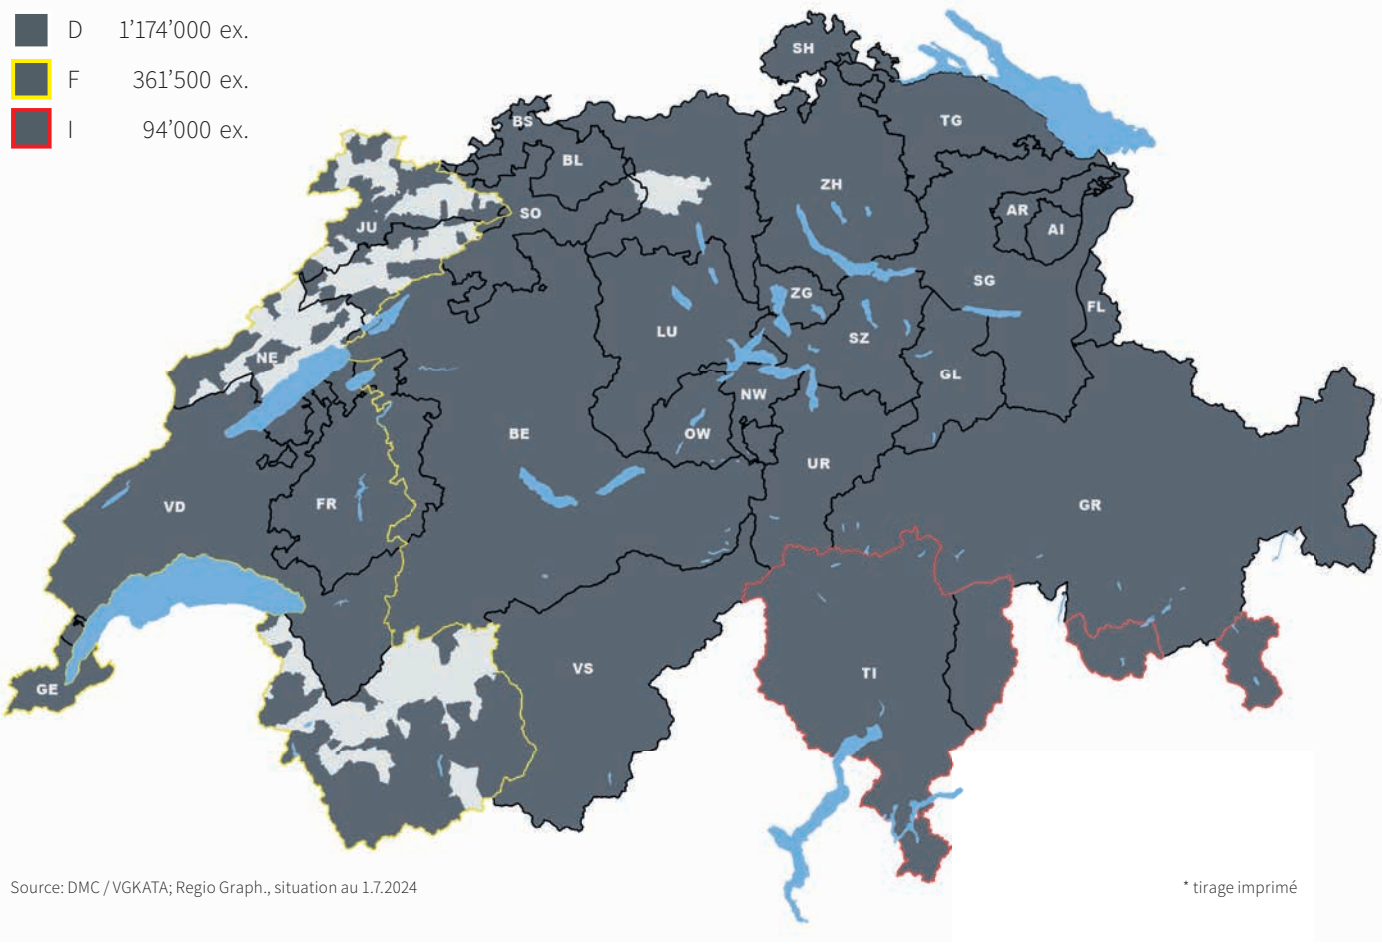 D 1’174’000 ex.
F 361’500 ex.
I 94’000 ex.
SH
BS
TG
BL
ZH
SO
AR
JU
AI
SG
ZG
FL
LU
SZ
NE
GL
NW
BE
OW
UR
VD
FR
GR
VS
TI
GE
Source: DMC / VGKATA; Regio Graph., situation au 1.7.2024
* tirage imprimé